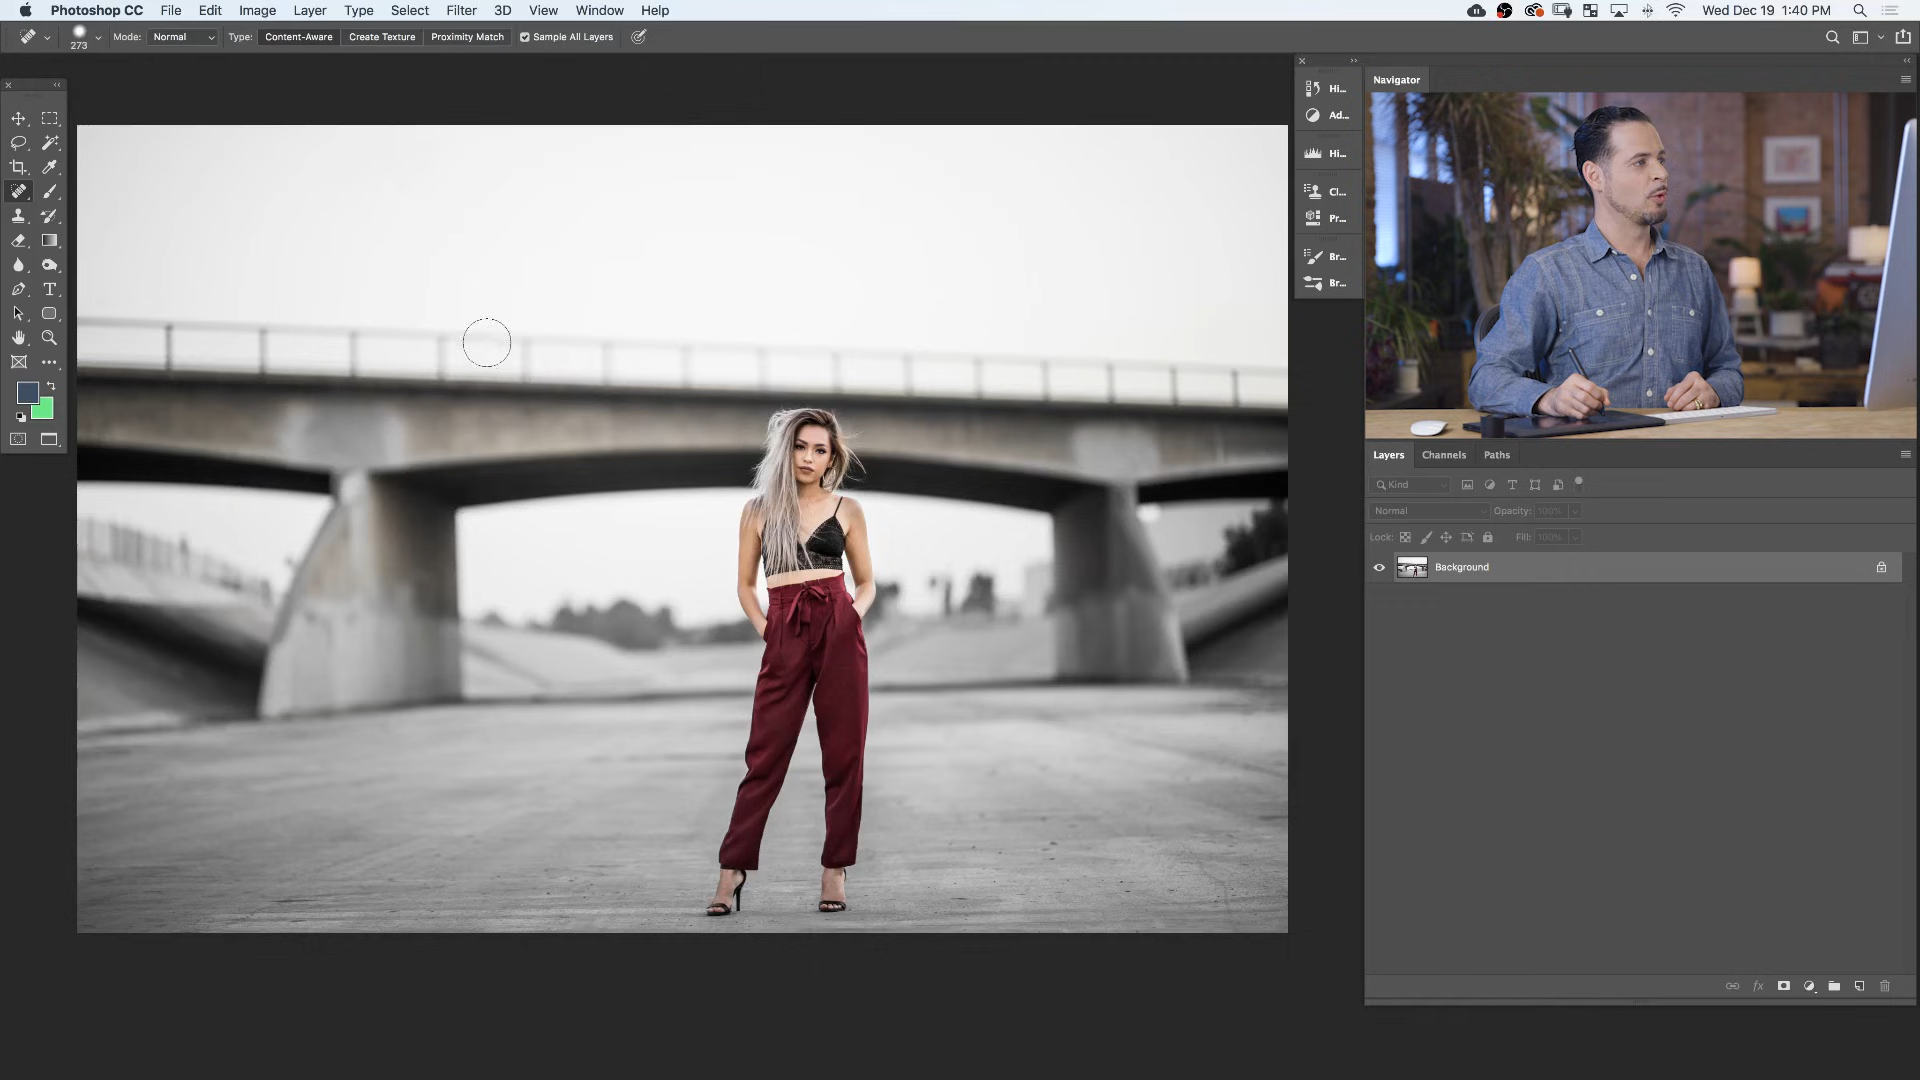 Photoshop CC File Edit Image Layer Type Select Filter 3D View Window Help Wed Dec 19 1:40 PM
273 Mode: Normal Type: Content-Aware Create Texture Proximity Match Sample All Layers
Navigator
Hi...
Ad...
Hi...
Cl...
Pr...
Br...
Br...
Layers Channels Paths
Kind
Normal Opacity: 100%
Lock: Fill: 100%
Background
fx